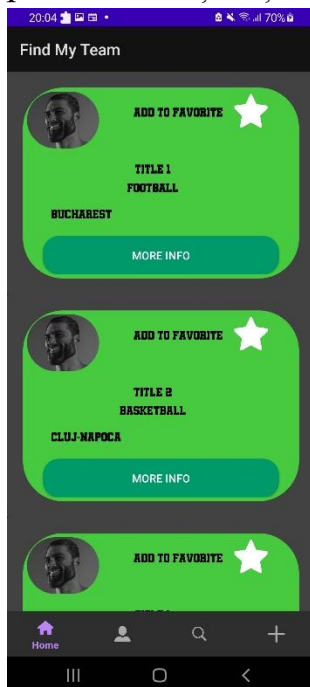 20:04 70%
Find My Team
ADD TO FAVORITE
TITLE 1
FOOTBALL
BUCHAREST
MORE INFO
ADD TO FAVORITE
TITLE 2
BASKETBALL
CLUJ-NAPOCA
MORE INFO
ADD TO FAVORITE
Home